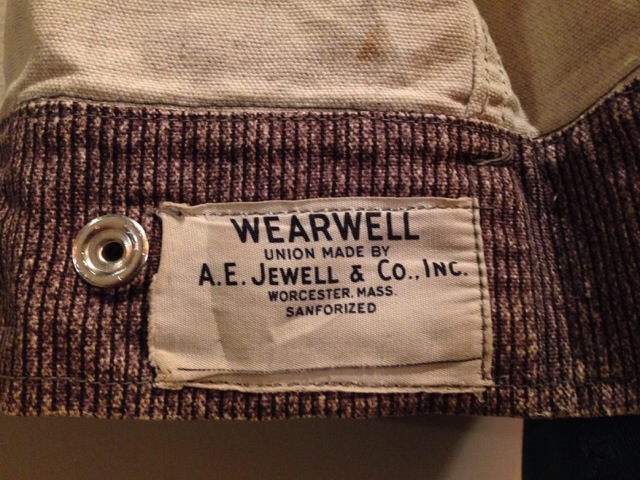 WEARWELL
UNION MADE BY
A.E. JEWELL & CO., INC.
WORCESTER, MASS.
SANFORIZED